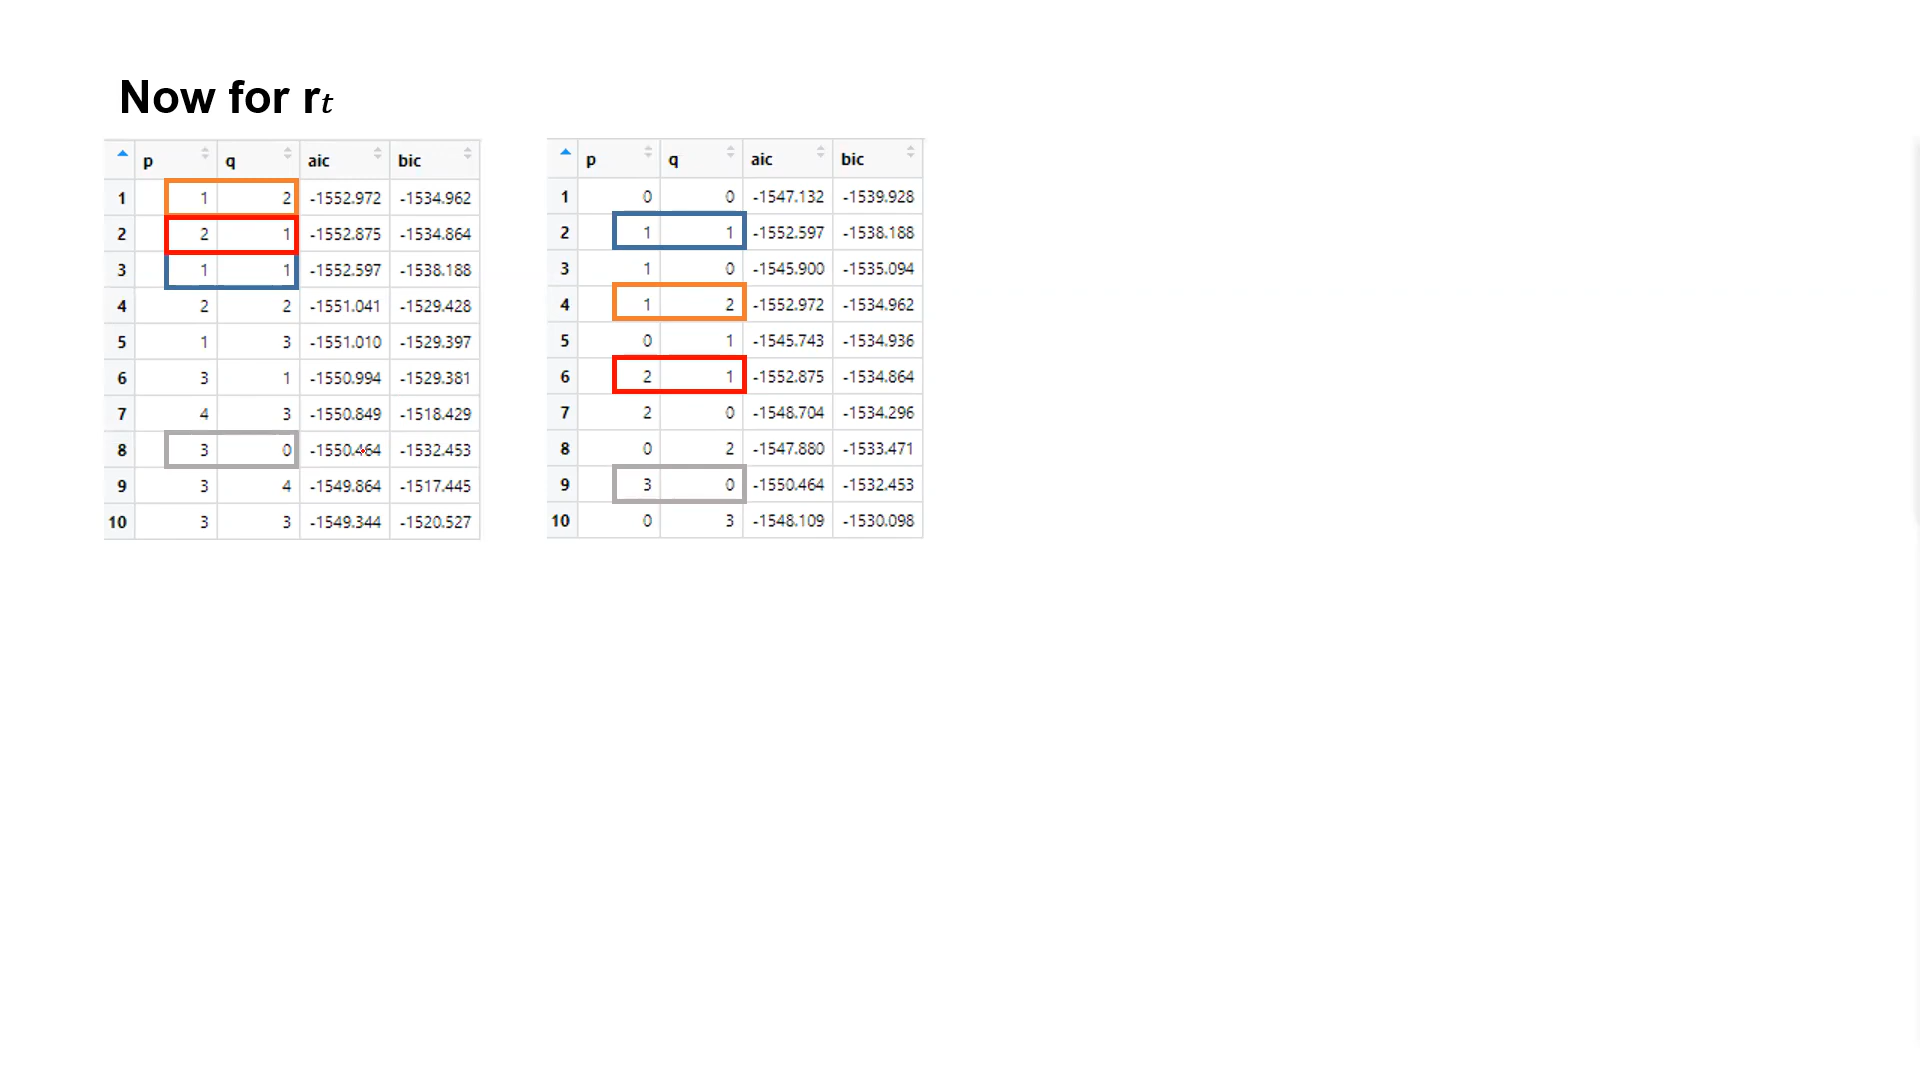 Now for rt
p q aic bic
1 1 2 -1552.972 -1534.962
2 2 1 -1552.875 -1534.864
3 1 1 -1552.597 -1538.188
4 2 2 -1551.041 -1529.428
5 1 3 -1551.010 -1529.397
6 3 1 -1550.994 -1529.381
7 4 3 -1550.849 -1518.429
8 3 0 -1550.464 -1532.453
9 3 4 -1549.864 -1517.445
10 3 3 -1549.344 -1520.527
p q aic bic
1 0 0 -1547.132 -1539.928
2 1 1 -1552.597 -1538.188
3 1 0 -1545.900 -1535.094
4 1 2 -1552.972 -1534.962
5 0 1 -1545.743 -1534.936
6 2 1 -1552.875 -1534.864
7 2 0 -1548.704 -1534.296
8 0 2 -1547.880 -1533.471
9 3 0 -1550.464 -1532.453
10 0 3 -1548.109 -1530.098